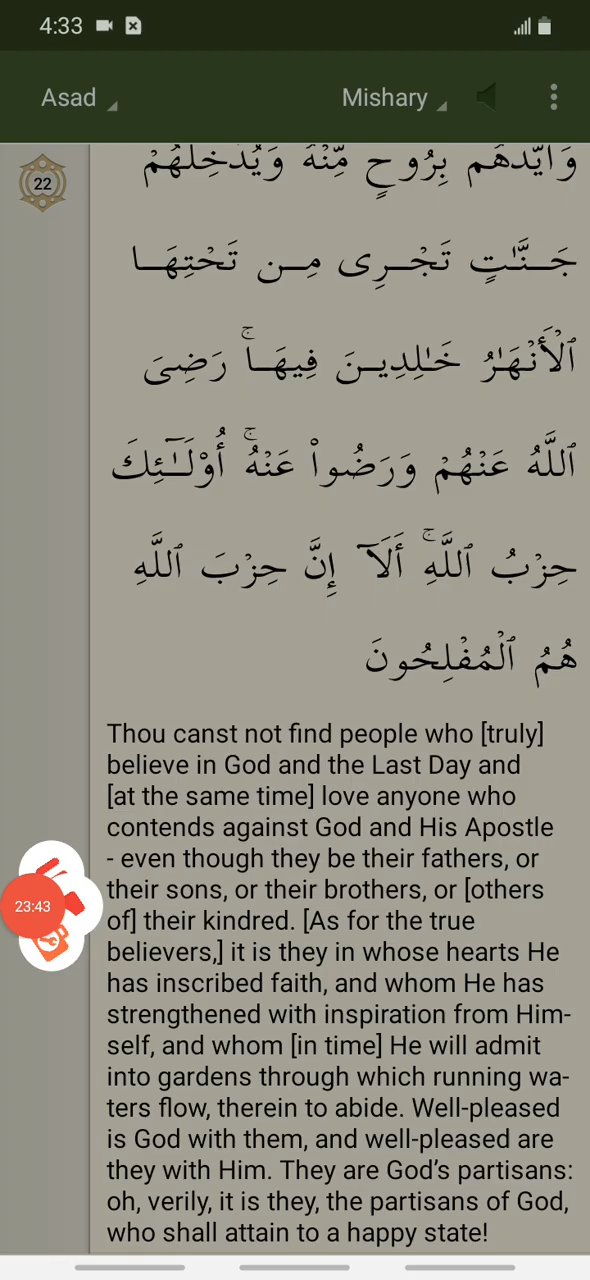 4:33
Asad
Mishary
22
وَأَيَّدَهُم بِرُوحٍ مِّنْهُ وَيُدْخِلُهُمْ
جَنَّٰتٍ تَجْرِى مِن تَحْتِهَا
ٱلْأَنْهَٰرُ خَٰلِدِينَ فِيهَا ۚ رَضِىَ
ٱللَّهُ عَنْهُمْ وَرَضُوا۟ عَنْهُ ۚ أُو۟لَٰٓئِكَ
حِزْبُ ٱللَّهِ ۚ أَلَآ إِنَّ حِزْبَ ٱللَّهِ
هُمُ ٱلْمُفْلِحُونَ
Thou canst not find people who [truly]
believe in God and the Last Day and
[at the same time] love anyone who
contends against God and His Apostle
- even though they be their fathers, or
their sons, or their brothers, or [others
of] their kindred. [As for the true
believers,] it is they in whose hearts He
has inscribed faith, and whom He has
strengthened with inspiration from Him-
self, and whom [in time] He will admit
into gardens through which running wa-
ters flow, therein to abide. Well-pleased
is God with them, and well-pleased are
they with Him. They are God’s partisans:
oh, verily, it is they, the partisans of God,
who shall attain to a happy state!
23:43